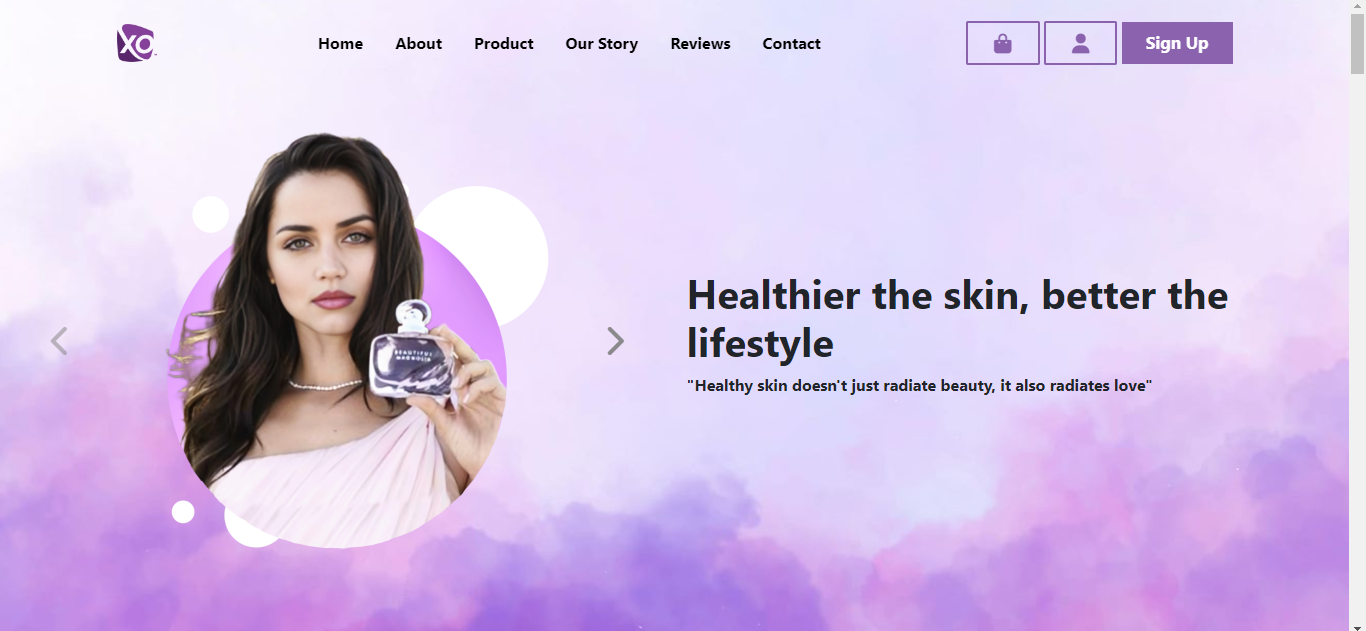 XO
Home About Product Our Story Reviews Contact Sign Up
Healthier the skin, better the
lifestyle
"Healthy skin doesn't just radiate beauty, it also radiates love"
BEAUTIFUL
MAGNOLIA